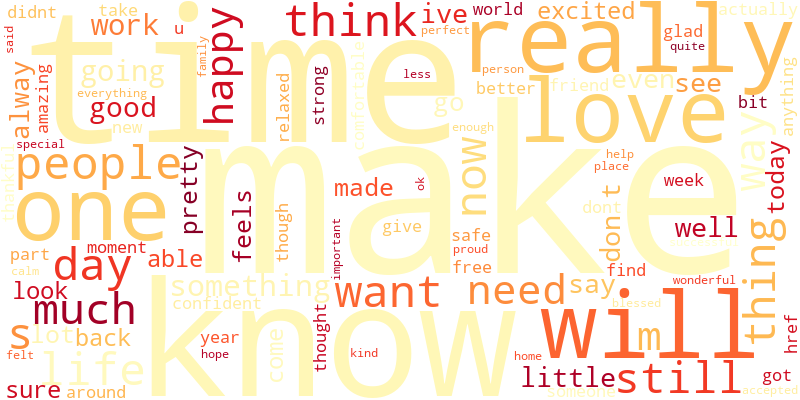 didnt
take
work
u
think
ive
world
excited
actually
perfect
said
time
really
glad
quite
always
amazing
going
everything
family
happy
relaxed
strong
comfortable
less
go
person
better
friend
even
see
anything
good
new
love
bit
special
people
thankful
one
pretty
feels
make
enough
now
help
place
don t
dont
way
week
today
made
ok
though
give
well
thing
part
moment
day
able
important
safe
proud
free
find
say
calm
look
something
want
need
wonderful
much
confident
know
blessed
will
m
s
lot
back
year
hope
come
thought
kind
home
felt
life
little
still
got
href
sure
around
someone
accepted